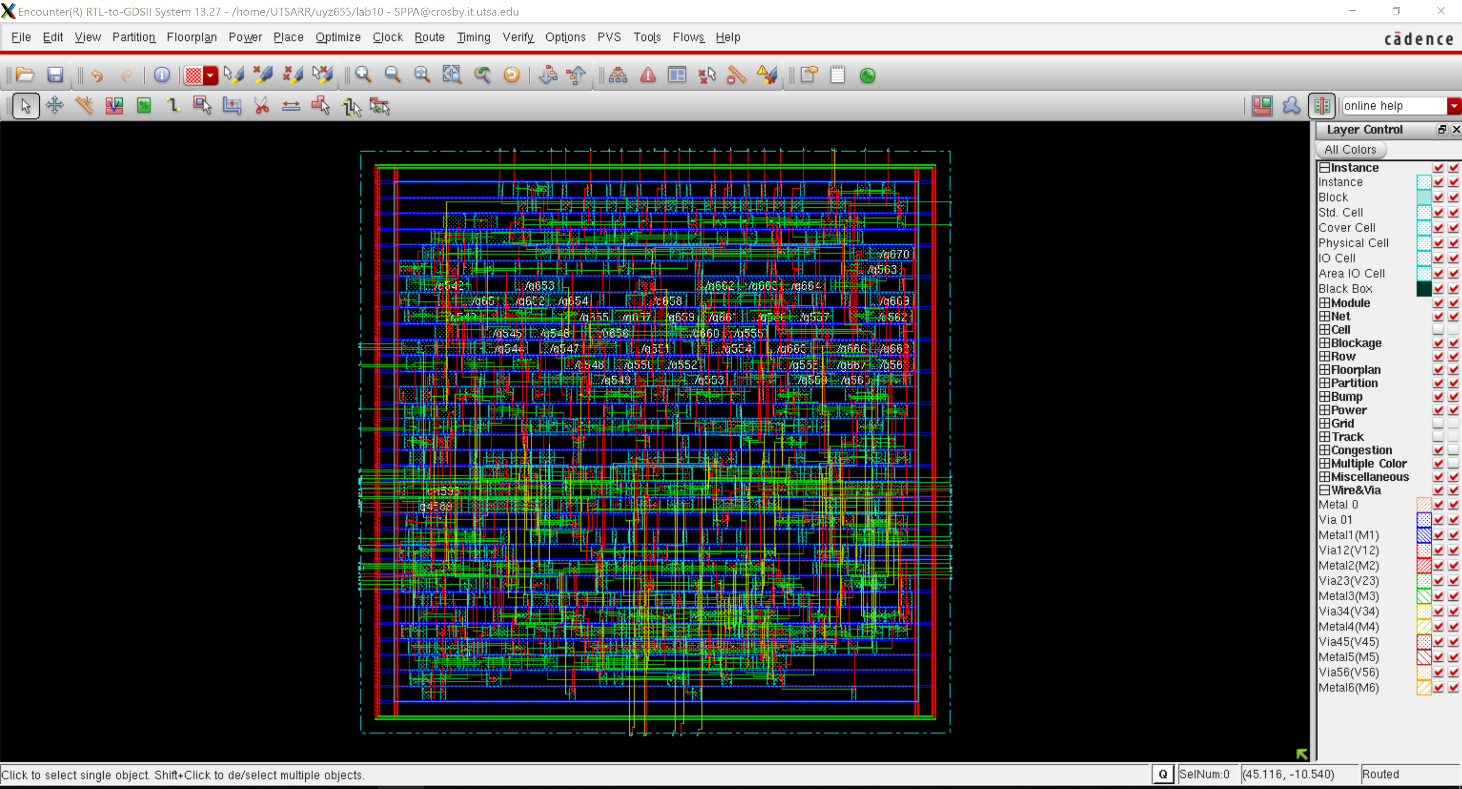 Encounter(R) RTL-to-GDSII System 13.27 - /home/UTSARR/uyz655/lab10 - SPPA@crosby.it.utsa.edu
File Edit View Partition Floorplan Power Place Optimize Clock Route Timing Verify Options PVS Tools Flows Help
cādence
online help
Layer Control
All Colors
Instance
Instance
Block
Std. Cell
Cover Cell
Physical Cell
IO Cell
Area IO Cell
Black Box
Module
Net
Cell
Blockage
Row
Floorplan
Partition
Bump
Power
Grid
Track
Congestion
Multiple Color
Miscellaneous
Wire&Via
Metal 0
Via 01
Metal1(M1)
Via12(V12)
Metal2(M2)
Via23(V23)
Metal3(M3)
Via34(V34)
Metal4(M4)
Via45(V45)
Metal5(M5)
Via56(V56)
Metal6(M6)
.../g670
.../g653
.../g664
.../g652 .../g654
Click to select single object. Shift+Click to de/select multiple objects.
Q SelNum:0 (45.116, -10.540) Routed